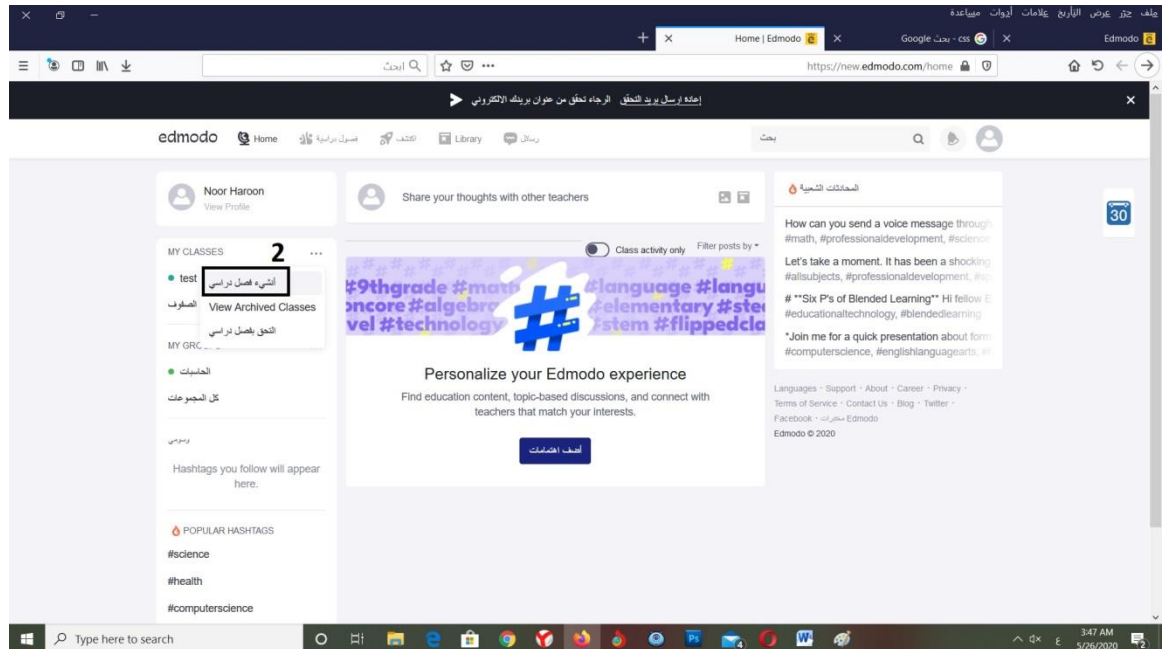 ملف تحرير عرض التأريخ علامات أدوات مساعدة
Edmodo
css - بحث Google
Home | Edmodo
https://new.edmodo.com/home
ابحث
إعادة إرسال بريد التحقق الرجاء تحقق من عنوان بريدك الالكتروني
edmodo
Home
فصول دراسية
اكتشف
Library
رسائل
بحث
Noor Haroon
View Profile
MY CLASSES
2
test
أنشيء فصل دراسي
View Archived Classes
التحق بفصل دراسي
الصفوف
MY GRO
الحاسبات
كل المجموعات
وسومي
Hashtags you follow will appear
here.
POPULAR HASHTAGS
#science
#health
#computerscience
Share your thoughts with other teachers
Class activity only
Filter posts by
#9thgrade #math #language #langu
oncore #algebra #elementary #ste
vel #technology #stem #flippedcla
Personalize your Edmodo experience
Find education content, topic-based discussions, and connect with
teachers that match your interests.
أضف اهتمامات
المحادثات الشعبية
How can you send a voice message through
#math, #professionaldevelopment, #science
Let's take a moment. It has been a shocking
#allsubjects, #professionaldevelopment,
# **Six P's of Blended Learning** Hi fellow E
#educationaltechnology, #blendedlearning
"Join me for a quick presentation about form
#computerscience, #englishlanguagearts,
Languages · Support · About · Career · Privacy ·
Terms of Service · Contact Us · Blog · Twitter ·
Facebook · Edmodo
Edmodo © 2020
30
Type here to search
ع
3:47 AM
5/26/2020